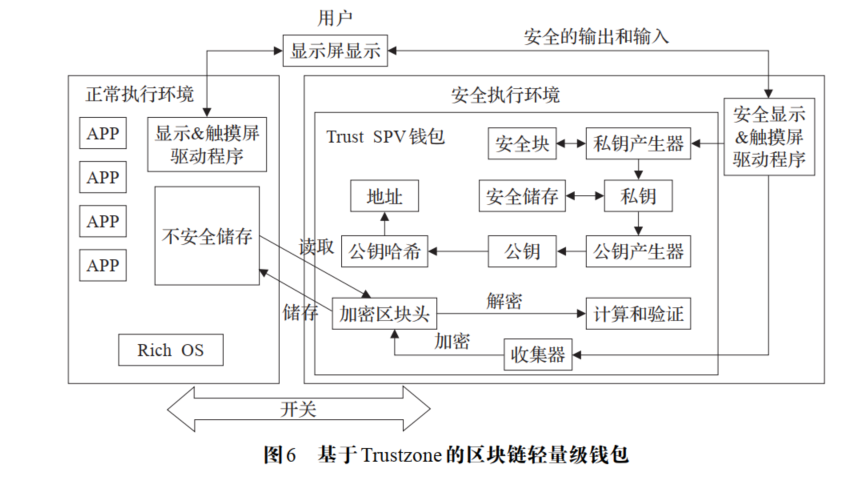 用户
显示屏显示
安全的输出和输入
正常执行环境
APP
APP
APP
APP
显示&触摸屏
驱动程序
不安全储存
Rich OS
读取
储存
安全执行环境
Trust SPV钱包
安全块
私钥产生器
安全显示
&触摸屏
驱动程序
地址
安全储存
私钥
公钥哈希
公钥
公钥产生器
加密区块头
解密
计算和验证
加密
收集器
开关
图6 基于Trustzone的区块链轻量级钱包